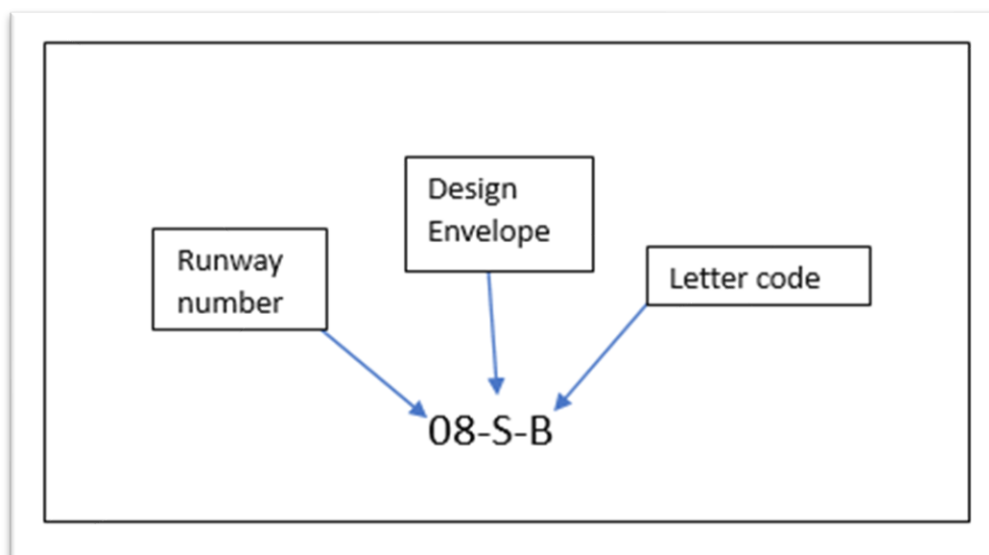 Design
Envelope
Runway
number
Letter code
08-S-B